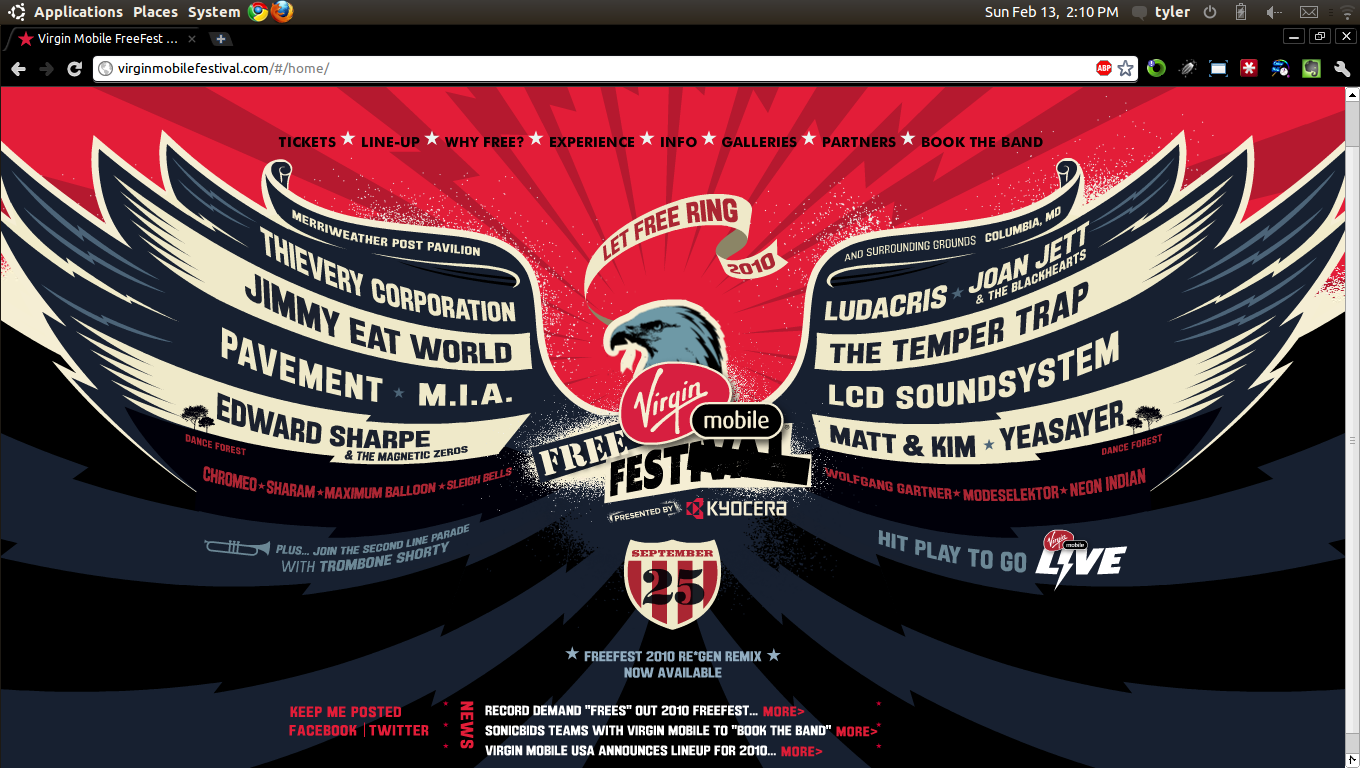 Applications Places System
Sun Feb 13, 2:10 PM tyler
Virgin Mobile FreeFest ...
virginmobilefestival.com/#/home/
ABP
TICKETS ★ LINE-UP ★ WHY FREE? ★ EXPERIENCE ★ INFO ★ GALLERIES ★ PARTNERS ★ BOOK THE BAND
LET FREE RING
2010
MERRIWEATHER POST PAVILION
THIEVERY CORPORATION
JIMMY EAT WORLD
PAVEMENT ★ M.I.A.
EDWARD SHARPE
& THE MAGNETIC ZEROS
DANCE FOREST
CHROMEO ★ SHARAM ★ MAXIMUM BALLOON ★ SLEIGH BELLS
PLUS... JOIN THE SECOND LINE PARADE
WITH TROMBONE SHORTY
AND SURROUNDING GROUNDS COLUMBIA, MD
LUDACRIS ★ JOAN JETT
& THE BLACKHEARTS
THE TEMPER TRAP
LCD SOUNDSYSTEM
MATT & KIM ★ YEASAYER
DANCE FOREST
WOLFGANG GARTNER ★ MODESELEKTOR ★ NEON INDIAN
HIT PLAY TO GO
Virgin mobile
LIVE
Virgin mobile
FREE
FESTIVAL
PRESENTED BY KYOCERA
SEPTEMBER
25
★ FREEFEST 2010 RE*GEN REMIX ★
NOW AVAILABLE
KEEP ME POSTED
FACEBOOK | TWITTER
NEWS
RECORD DEMAND "FREES" OUT 2010 FREEFEST... MORE>
SONICBIDS TEAMS WITH VIRGIN MOBILE TO "BOOK THE BAND" MORE>
VIRGIN MOBILE USA ANNOUNCES LINEUP FOR 2010... MORE>